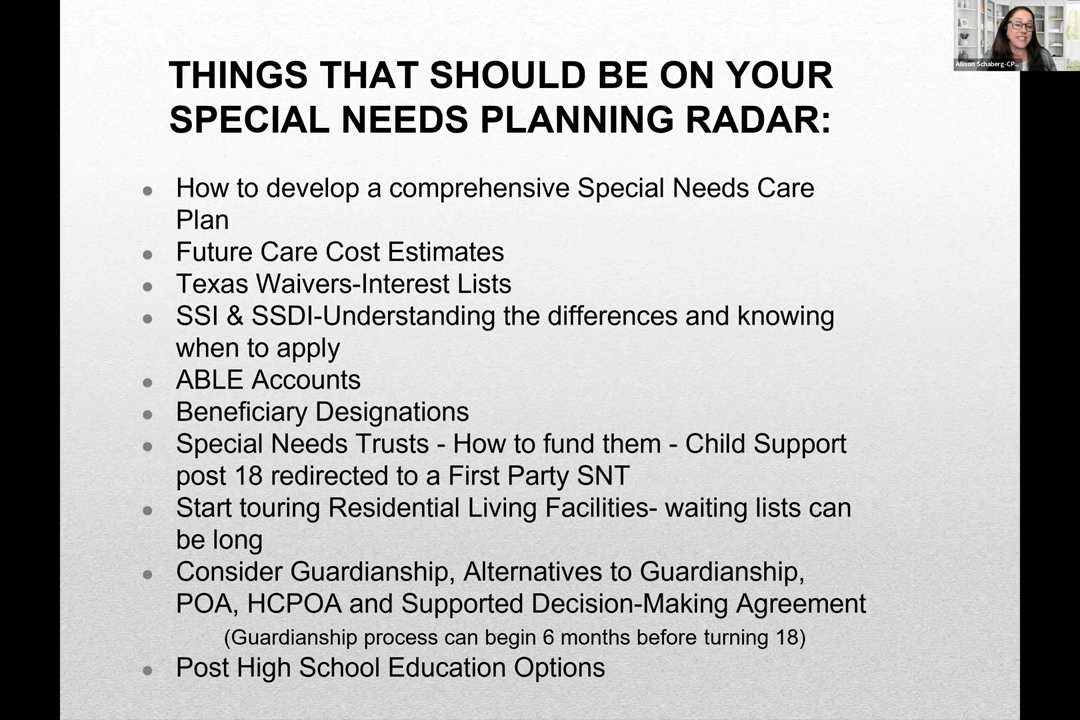 THINGS THAT SHOULD BE ON YOUR
SPECIAL NEEDS PLANNING RADAR:
Allison Schaberg-CP...
● How to develop a comprehensive Special Needs Care
Plan
● Future Care Cost Estimates
● Texas Waivers-Interest Lists
● SSI & SSDI-Understanding the differences and knowing
when to apply
● ABLE Accounts
● Beneficiary Designations
● Special Needs Trusts - How to fund them - Child Support
post 18 redirected to a First Party SNT
● Start touring Residential Living Facilities- waiting lists can
be long
● Consider Guardianship, Alternatives to Guardianship,
POA, HCPOA and Supported Decision-Making Agreement
(Guardianship process can begin 6 months before turning 18)
● Post High School Education Options